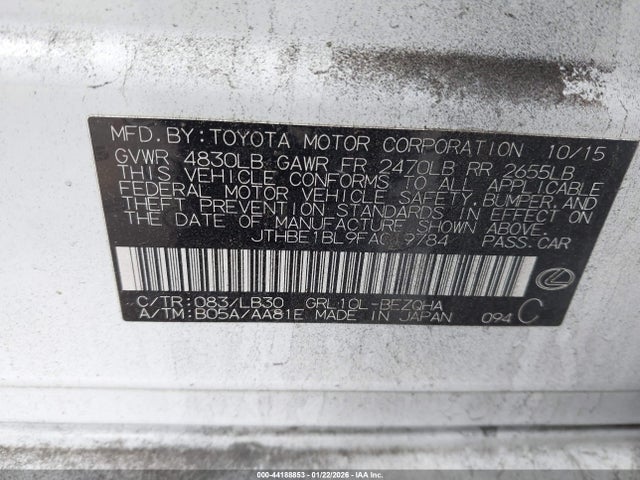 MFD. BY: TOYOTA MOTOR CORPORATION 10/15
GVWR 4830LB GAWR FR 2470LB RR 2655LB
THIS VEHICLE CONFORMS TO ALL APPLICABLE
FEDERAL MOTOR VEHICLE SAFETY, BUMPER, AND
THEFT PREVENTION STANDARDS IN EFFECT ON
THE DATE OF MANUFACTURE SHOWN ABOVE.
PASS. CAR
C/TR: 083/LB30 GRL10L-BEZQHA
A/TM: B05A/AA81E MADE IN JAPAN 094 C
000-44188853 | 01/22/2026 | IAA Corp.